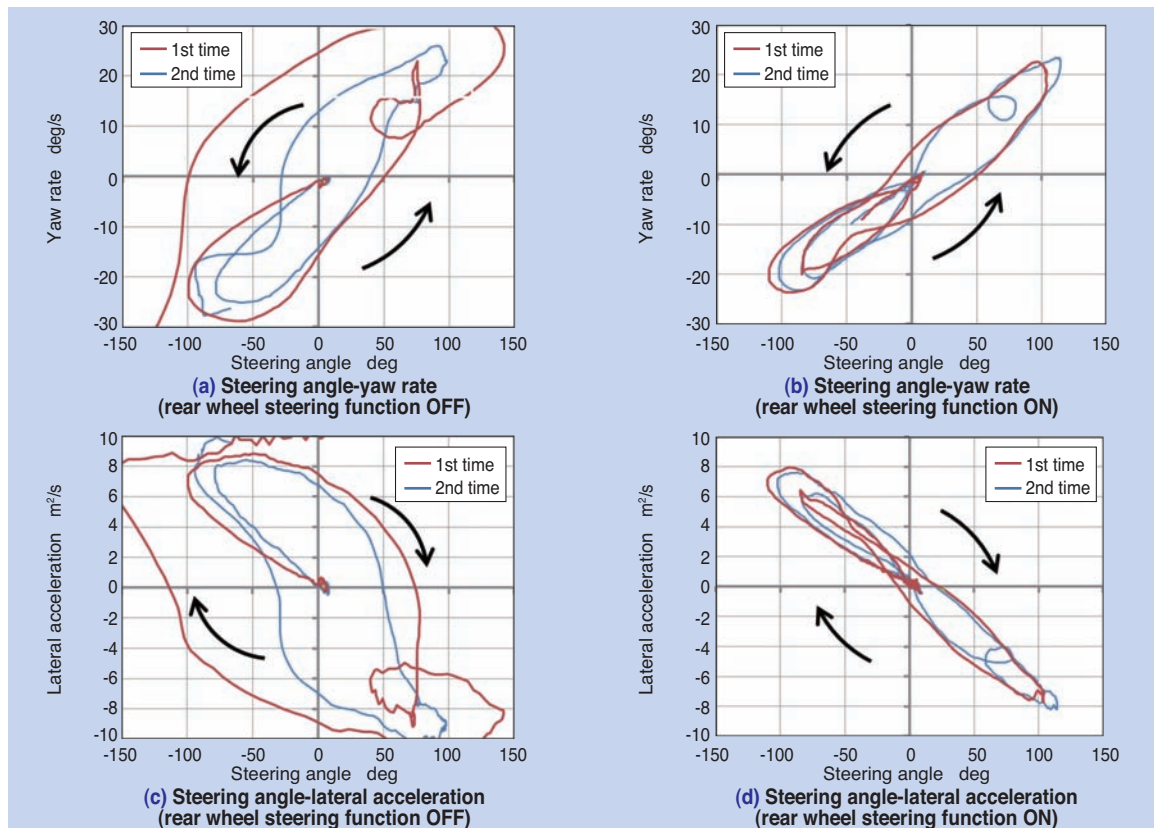 30
20
10
0
-10
-20
-30
-150 -100 -50 0 50 100 150
Yaw rate deg/s
Steering angle deg
1st time
2nd time
(a) Steering angle-yaw rate
(rear wheel steering function OFF)
30
20
10
0
-10
-20
-30
-150 -100 -50 0 50 100 150
Yaw rate deg/s
Steering angle deg
1st time
2nd time
(b) Steering angle-yaw rate
(rear wheel steering function ON)
10
8
6
4
2
0
-2
-4
-6
-8
-10
-150 -100 -50 0 50 100 150
Lateral acceleration m²/s
Steering angle deg
1st time
2nd time
(c) Steering angle-lateral acceleration
(rear wheel steering function OFF)
10
8
6
4
2
0
-2
-4
-6
-8
-10
-150 -100 -50 0 50 100 150
Lateral acceleration m²/s
Steering angle deg
1st time
2nd time
(d) Steering angle-lateral acceleration
(rear wheel steering function ON)